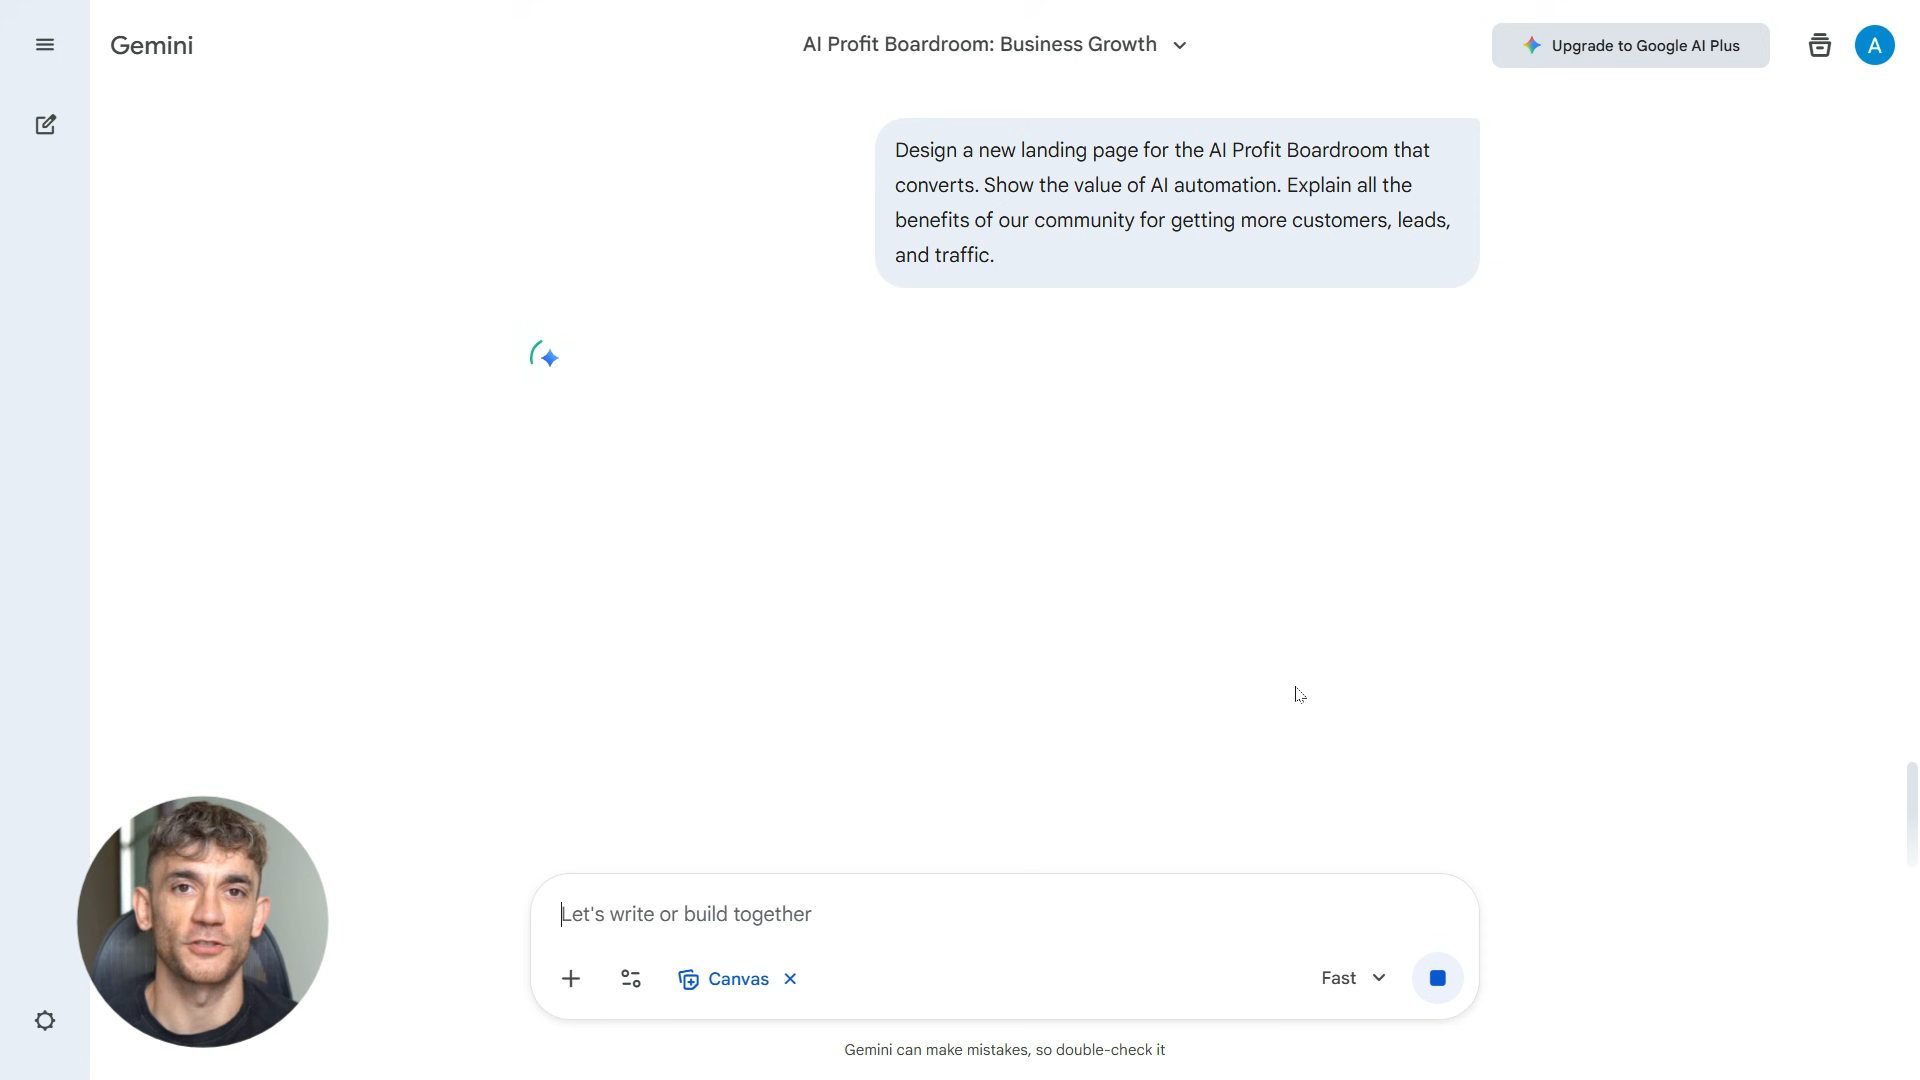 Gemini
AI Profit Boardroom: Business Growth
Upgrade to Google AI Plus
A
Design a new landing page for the AI Profit Boardroom that
converts. Show the value of AI automation. Explain all the
benefits of our community for getting more customers, leads,
and traffic.
Let's write or build together
Canvas
Fast
Gemini can make mistakes, so double-check it